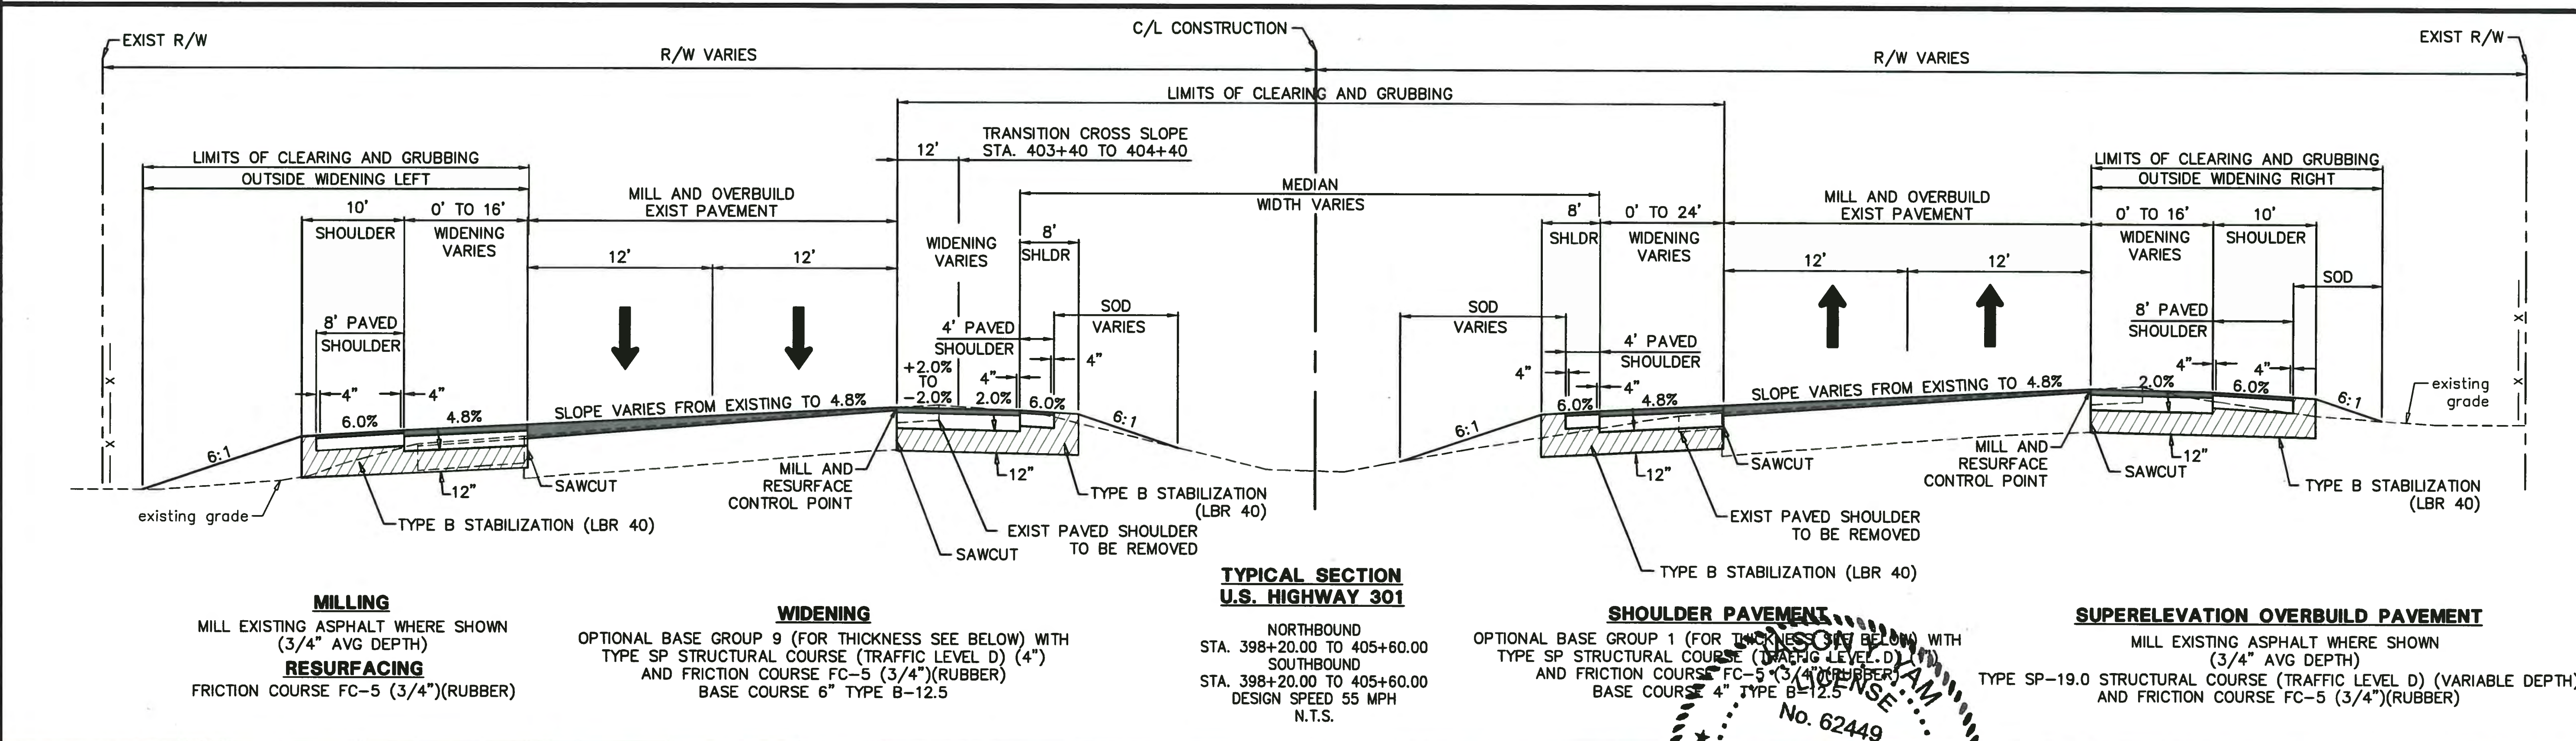 EXIST R/W
R/W VARIES
C/L CONSTRUCTION
R/W VARIES
EXIST R/W
LIMITS OF CLEARING AND GRUBBING
TRANSITION CROSS SLOPE
STA. 403+40 TO 404+40
12'
LIMITS OF CLEARING AND GRUBBING
OUTSIDE WIDENING LEFT
10'
SHOULDER
0' TO 16'
WIDENING
VARIES
MILL AND OVERBUILD
EXIST PAVEMENT
12'
12'
WIDENING
VARIES
8'
SHLDR
MEDIAN
WIDTH VARIES
8'
SHLDR
0' TO 24'
WIDENING
VARIES
MILL AND OVERBUILD
EXIST PAVEMENT
12'
12'
LIMITS OF CLEARING AND GRUBBING
OUTSIDE WIDENING RIGHT
0' TO 16'
WIDENING
VARIES
10'
SHOULDER
SOD
8' PAVED
SHOULDER
4"
4"
6.0%
4.8%
SLOPE VARIES FROM EXISTING TO 4.8%
+2.0%
TO
-2.0%
4' PAVED
SHOULDER
SOD
VARIES
4"
4"
2.0%
6.0%
6:1
SOD
VARIES
4' PAVED
SHOULDER
4"
4"
6.0%
4.8%
SLOPE VARIES FROM EXISTING TO 4.8%
8' PAVED
SHOULDER
4"
4"
2.0%
6.0%
6:1
existing
grade
X
X
X
X
6:1
6:1
12"
SAWCUT
existing grade
TYPE B STABILIZATION (LBR 40)
MILL AND
RESURFACE
CONTROL POINT
12"
TYPE B STABILIZATION
(LBR 40)
EXIST PAVED SHOULDER
TO BE REMOVED
SAWCUT
12"
SAWCUT
EXIST PAVED SHOULDER
TO BE REMOVED
TYPE B STABILIZATION (LBR 40)
MILL AND
RESURFACE
CONTROL POINT
12"
SAWCUT
TYPE B STABILIZATION
(LBR 40)
MILLING
MILL EXISTING ASPHALT WHERE SHOWN
(3/4" AVG DEPTH)
RESURFACING
FRICTION COURSE FC-5 (3/4")(RUBBER)
WIDENING
OPTIONAL BASE GROUP 9 (FOR THICKNESS SEE BELOW) WITH
TYPE SP STRUCTURAL COURSE (TRAFFIC LEVEL D) (4")
AND FRICTION COURSE FC-5 (3/4")(RUBBER)
BASE COURSE 6" TYPE B-12.5
TYPICAL SECTION
U.S. HIGHWAY 301
NORTHBOUND
STA. 398+20.00 TO 405+60.00
SOUTHBOUND
STA. 398+20.00 TO 405+60.00
DESIGN SPEED 55 MPH
N.T.S.
SHOULDER PAVEMENT
OPTIONAL BASE GROUP 1 (FOR THICKNESS SEE BELOW) WITH
TYPE SP STRUCTURAL COURSE (TRAFFIC LEVEL D)
AND FRICTION COURSE FC-5 (3/4")(RUBBER)
BASE COURSE 4" TYPE B-12.5
SUPERELEVATION OVERBUILD PAVEMENT
MILL EXISTING ASPHALT WHERE SHOWN
(3/4" AVG DEPTH)
TYPE SP-19.0 STRUCTURAL COURSE (TRAFFIC LEVEL D) (VARIABLE DEPTH)
AND FRICTION COURSE FC-5 (3/4")(RUBBER)
JASON
YAM
LICENSE
No. 62449